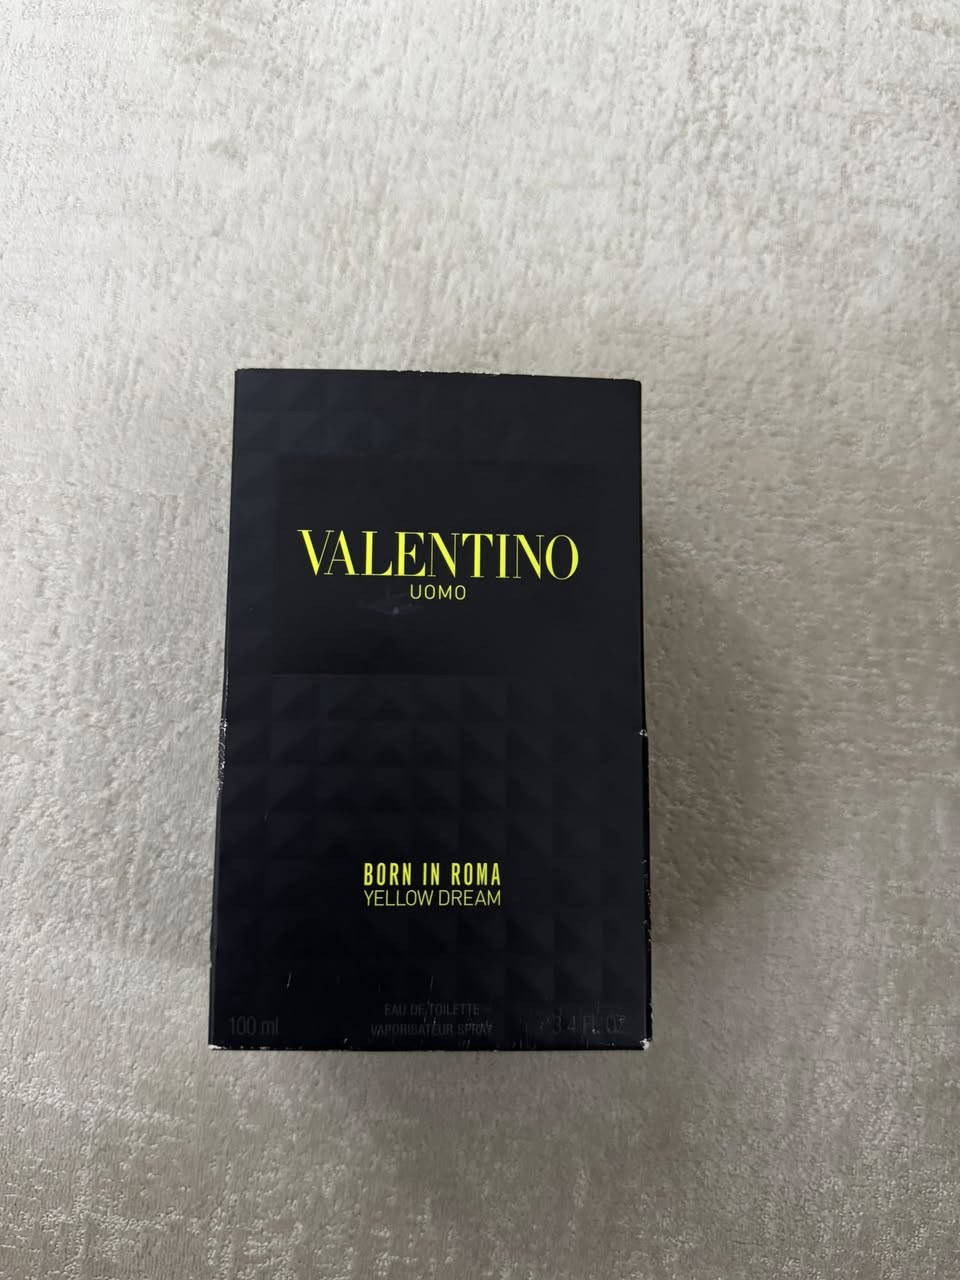 VALENTINO
UOMO
BORN IN ROMA
YELLOW DREAM
EAU DE TOILETTE
100 ml VAPORISATEUR SPRAY 3.4 FL. OZ